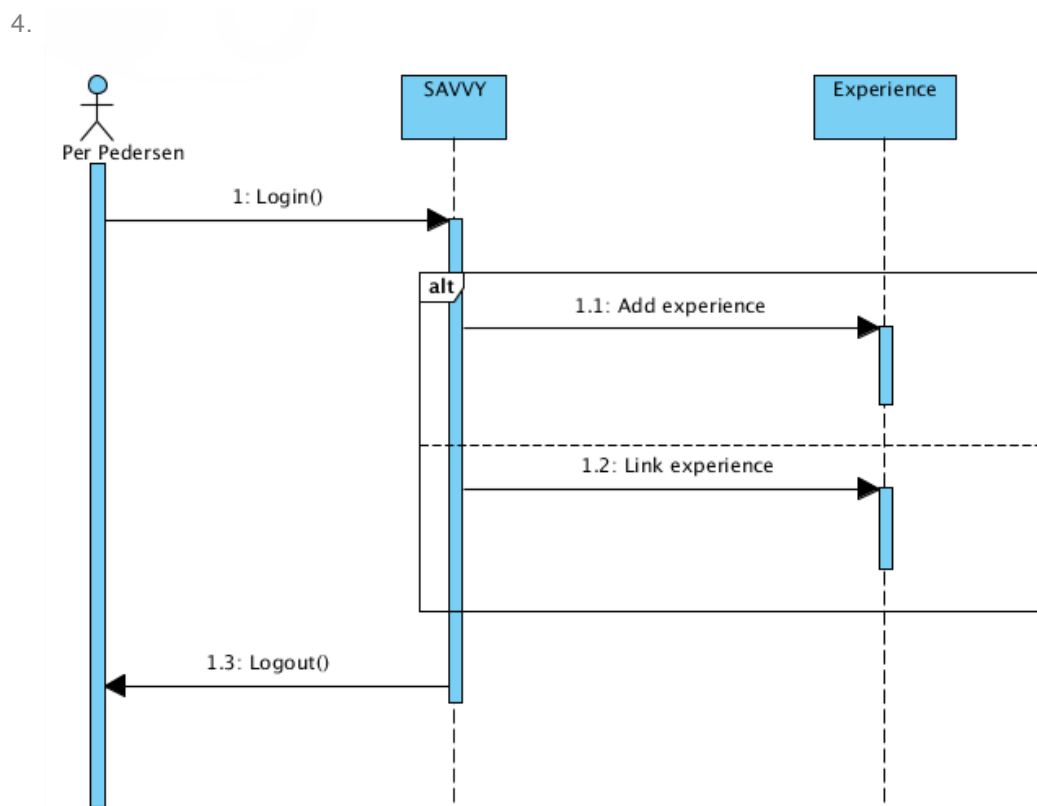 4.
SAVVY
Experience
Per Pedersen
1: Login()
alt
1.1: Add experience
1.2: Link experience
1.3: Logout()